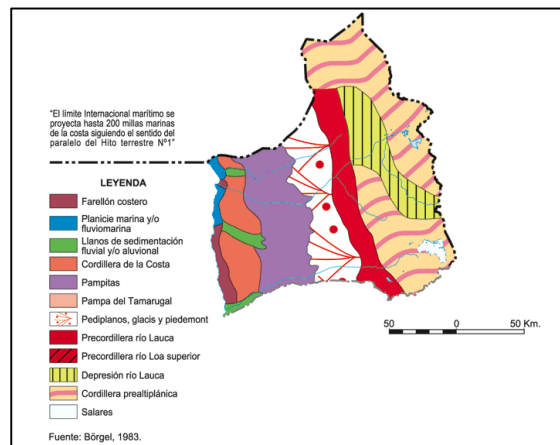 "El límite Internacional marítimo se
proyecta hasta 200 millas marinas
de la costa siguiendo el sentido del
paralelo del Hito terrestre Nº1"
LEYENDA
Farellón costero
Planicie marina y/o
fluviomarina
Llanos de sedimentación
fluvial y/o aluvional
Cordillera de la Costa
Pampitas
Pampa del Tamarugal
Pediplanos, glacis y piedemont
Precordillera río Lauca
Precordillera río Loa superior
Depresión río Lauca
Cordillera prealtiplánica
Salares
50 0 50 Km.
Fuente: Börgel, 1983.